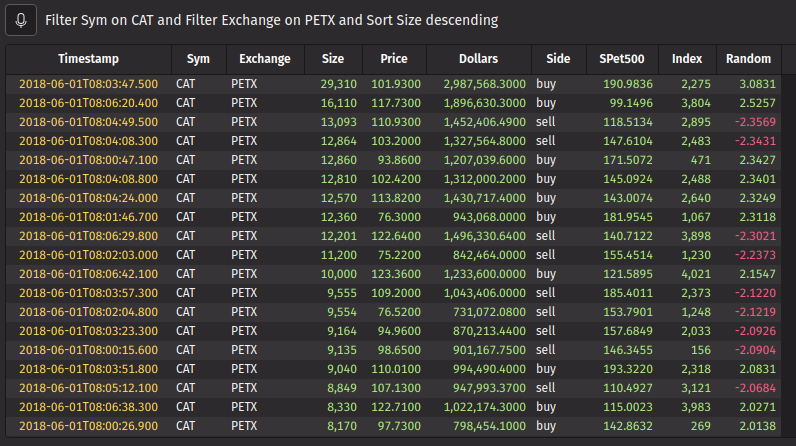 Filter Sym on CAT and Filter Exchange on PETX and Sort Size descending
Timestamp Sym Exchange Size Price Dollars Side SPet500 Index Random
2018-06-01T08:03:47.500 CAT PETX 29,310 101.9300 2,987,568.3000 buy 190.9836 2,275 3.0831
2018-06-01T08:06:20.400 CAT PETX 16,110 117.7300 1,896,630.3000 buy 99.1496 3,804 2.5257
2018-06-01T08:04:49.500 CAT PETX 13,093 110.9300 1,452,406.4900 sell 118.5134 2,895 -2.3569
2018-06-01T08:04:08.300 CAT PETX 12,864 103.2000 1,327,564.8000 sell 147.6104 2,483 -2.3431
2018-06-01T08:00:47.100 CAT PETX 12,860 93.8600 1,207,039.6000 buy 171.5072 471 2.3427
2018-06-01T08:04:08.800 CAT PETX 12,810 102.4200 1,312,000.2000 buy 145.0924 2,488 2.3401
2018-06-01T08:04:24.000 CAT PETX 12,570 113.8200 1,430,717.4000 buy 143.0074 2,640 2.3249
2018-06-01T08:01:46.700 CAT PETX 12,360 76.3000 943,068.0000 buy 181.9545 1,067 2.3118
2018-06-01T08:06:29.800 CAT PETX 12,201 122.6400 1,496,330.6400 sell 140.7122 3,898 -2.3021
2018-06-01T08:02:03.000 CAT PETX 11,200 75.2200 842,464.0000 sell 155.4514 1,230 -2.2373
2018-06-01T08:06:42.100 CAT PETX 10,000 123.3600 1,233,600.0000 buy 121.5895 4,021 2.1547
2018-06-01T08:03:57.300 CAT PETX 9,555 109.2000 1,043,406.0000 sell 185.4011 2,373 -2.1220
2018-06-01T08:02:04.800 CAT PETX 9,554 76.5200 731,072.0800 sell 153.7901 1,248 -2.1219
2018-06-01T08:03:23.300 CAT PETX 9,164 94.9600 870,213.4400 sell 157.6849 2,033 -2.0926
2018-06-01T08:00:15.600 CAT PETX 9,135 98.6500 901,167.7500 sell 146.3455 156 -2.0904
2018-06-01T08:03:51.800 CAT PETX 9,040 110.0100 994,490.4000 buy 193.3220 2,318 2.0831
2018-06-01T08:05:12.100 CAT PETX 8,849 107.1300 947,993.3700 sell 110.4927 3,121 -2.0684
2018-06-01T08:06:38.300 CAT PETX 8,330 122.7100 1,022,174.3000 buy 115.0023 3,983 2.0271
2018-06-01T08:00:26.900 CAT PETX 8,170 97.7300 798,454.1000 buy 142.8632 269 2.0138